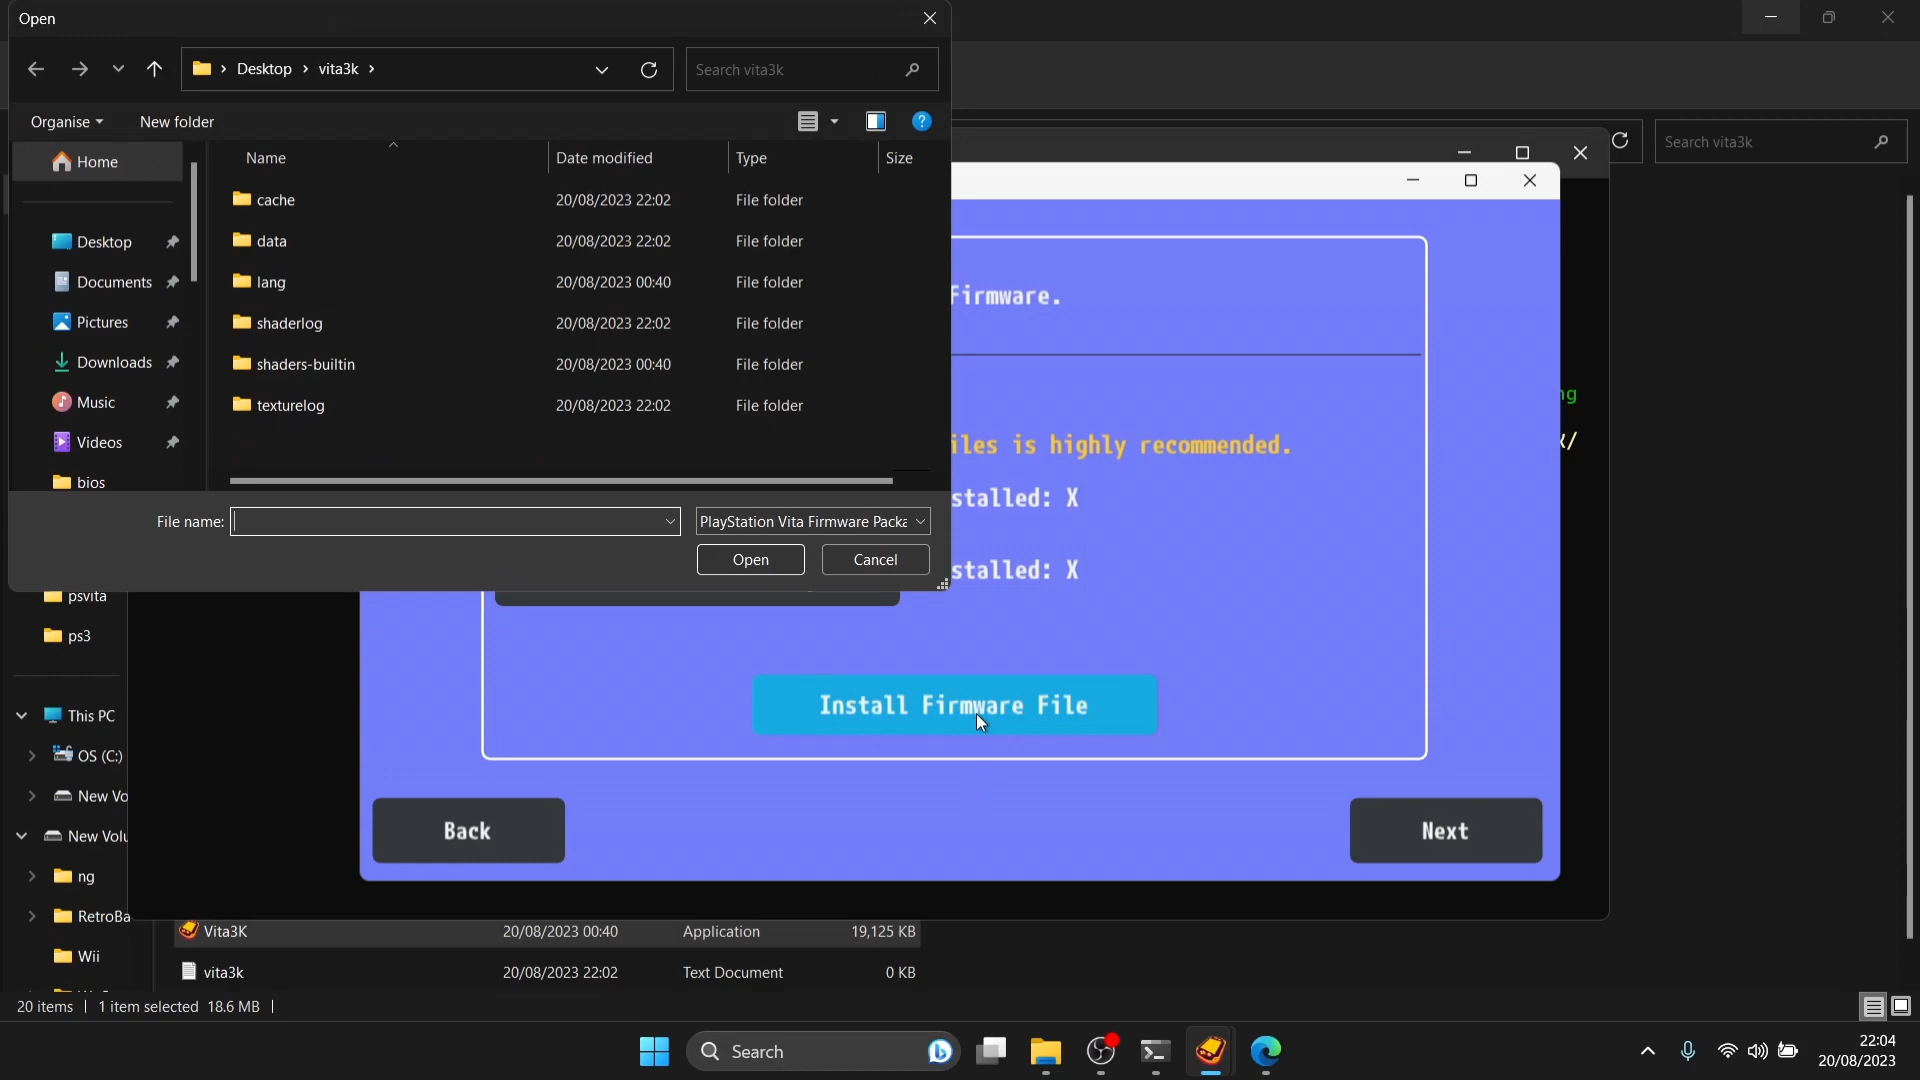 Open
Desktop > vita3k >
Search vita3k
Organise
New folder
Name
Date modified
Type
Size
Home
cache 20/08/2023 22:02 File folder
data 20/08/2023 22:02 File folder
lang 20/08/2023 00:40 File folder
shaderlog 20/08/2023 22:02 File folder
shaders-builtin 20/08/2023 00:40 File folder
texturelog 20/08/2023 22:02 File folder
Desktop
Documents
Pictures
Downloads
Music
Videos
bios
File name:
PlayStation Vita Firmware Packa
Open
Cancel
Search vita3k
Firmware.
iles is highly recommended.
stalled: X
stalled: X
ng
/
Install Firmware File
Back
Next
psvita
ps3
This PC
OS (C:)
New Vo
New Volu
ng
RetroBa
Wii
Vita3K 20/08/2023 00:40 Application 19,125 KB
vita3k 20/08/2023 22:02 Text Document 0 KB
20 items | 1 item selected 18.6 MB |
Search
22:04
20/08/2023